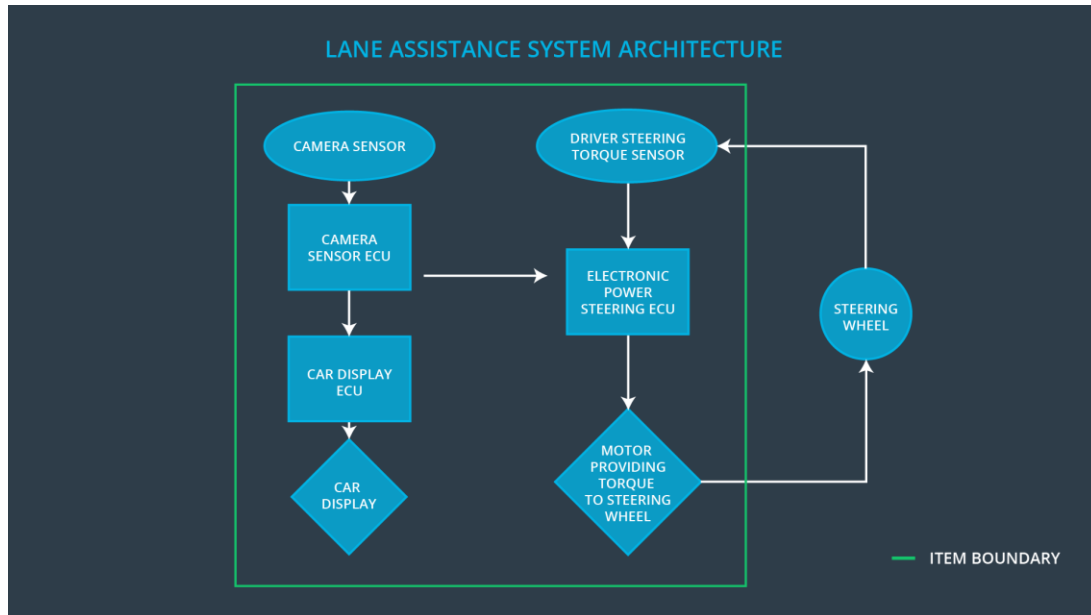 LANE ASSISTANCE SYSTEM ARCHITECTURE
CAMERA SENSOR
DRIVER STEERING
TORQUE SENSOR
CAMERA
SENSOR ECU
ELECTRONIC
POWER
STEERING ECU
STEERING
WHEEL
CAR DISPLAY
ECU
CAR
DISPLAY
MOTOR
PROVIDING
TORQUE
TO STEERING
WHEEL
ITEM BOUNDARY